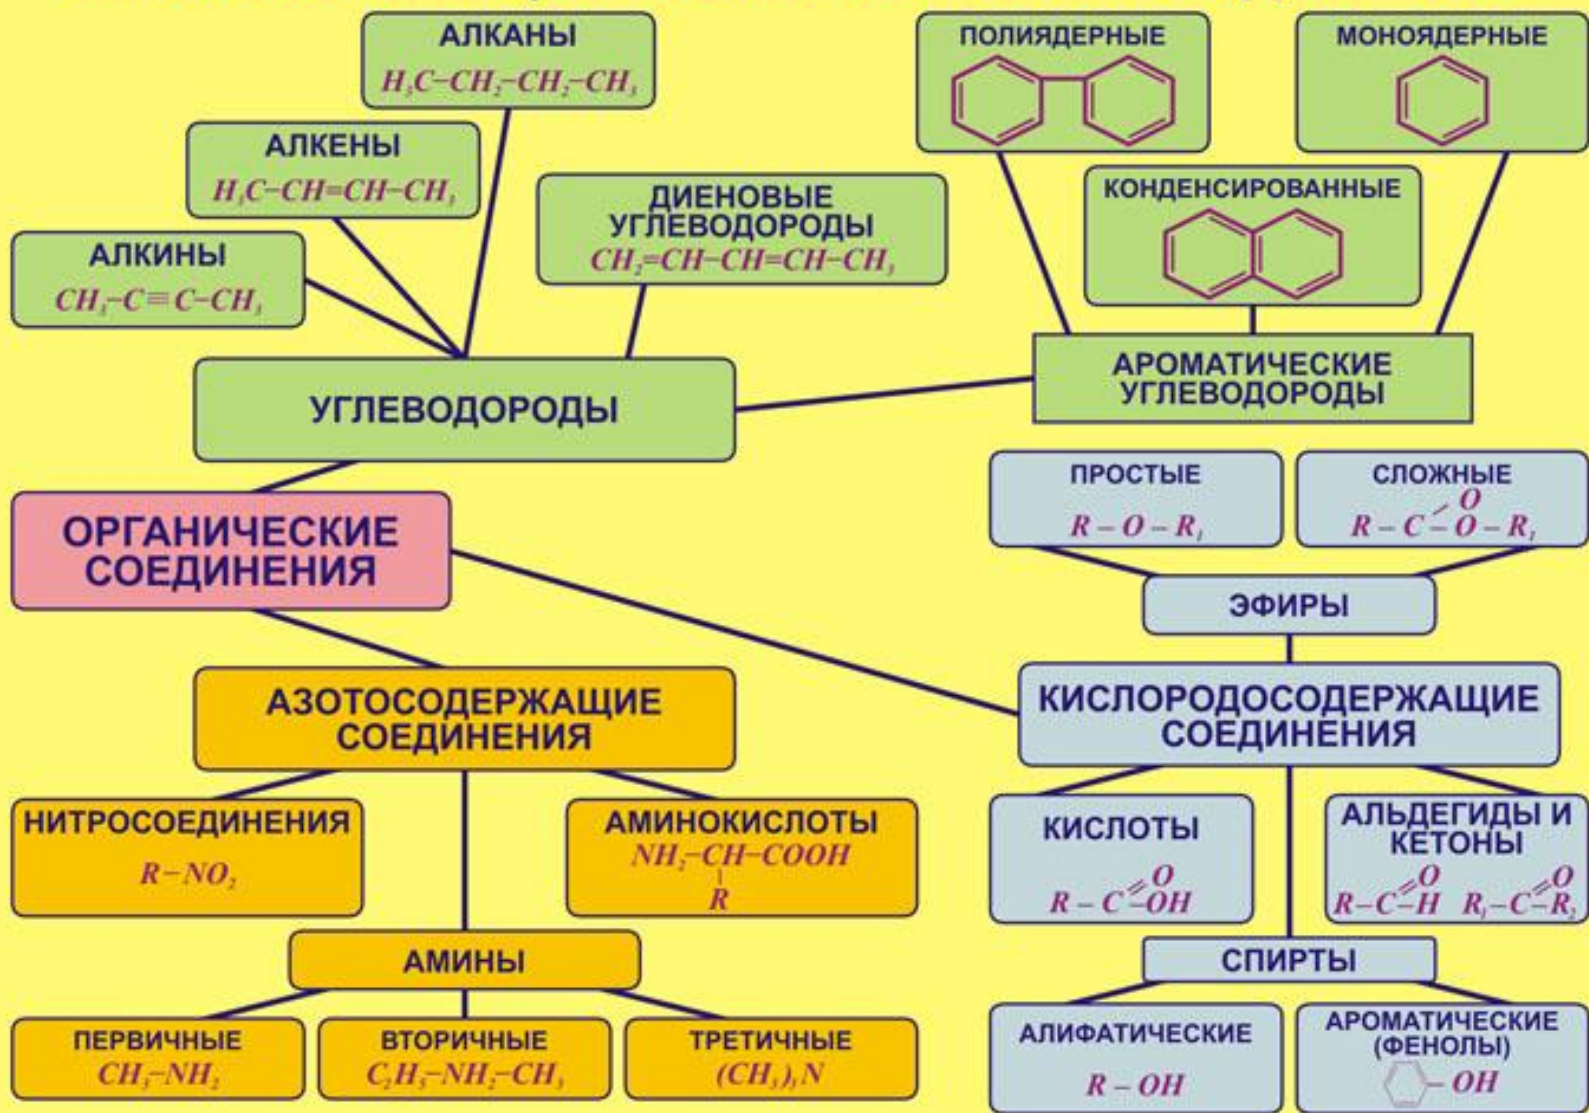 АЛКАНЫ
H₃C–CH₂–CH₂–CH₃
АЛКЕНЫ
H₃C–CH=CH–CH₃
АЛКИНЫ
CH₃–C≡C–CH₃
ДИЕНОВЫЕ
УГЛЕВОДОРОДЫ
CH₂=CH–CH=CH–CH₃
ПОЛИЯДЕРНЫЕ
МОНОЯДЕРНЫЕ
КОНДЕНСИРОВАННЫЕ
АРОМАТИЧЕСКИЕ
УГЛЕВОДОРОДЫ
УГЛЕВОДОРОДЫ
ОРГАНИЧЕСКИЕ
СОЕДИНЕНИЯ
ПРОСТЫЕ
R – O – R₁
СЛОЖНЫЕ
O
R – C – O – R₁
ЭФИРЫ
КИСЛОРОДОСОДЕРЖАЩИЕ
СОЕДИНЕНИЯ
АЗОТОСОДЕРЖАЩИЕ
СОЕДИНЕНИЯ
НИТРОСОЕДИНЕНИЯ
R–NO₂
АМИНОКИСЛОТЫ
NH₂–CH–COOH
R
АМИНЫ
ПЕРВИЧНЫЕ
CH₃–NH₂
ВТОРИЧНЫЕ
C₂H₅–NH₂–CH₃
ТРЕТИЧНЫЕ
(CH₃)₃N
КИСЛОТЫ
O
R – C –OH
АЛЬДЕГИДЫ И
КЕТОНЫ
O O
R–C–H R₁–C–R₂
СПИРТЫ
АЛИФАТИЧЕСКИЕ
R – OH
АРОМАТИЧЕСКИЕ
(ФЕНОЛЫ)
– OH